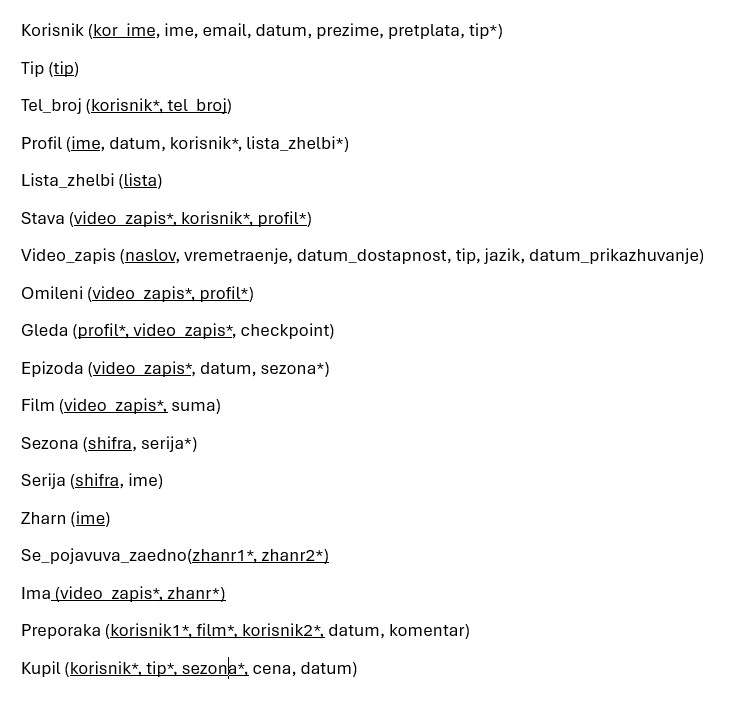 Korisnik (kor_ime, ime, email, datum, prezime, pretplata, tip*)
Tip (tip)
Tel_broj (korisnik*, tel_broj)
Profil (ime, datum, korisnik*, lista_zhelbi*)
Lista_zhelbi (lista)
Stava (video_zapis*, korisnik*, profil*)
Video_zapis (naslov, vremetraenje, datum_dostapnost, tip, jazik, datum_prikazhuvanje)
Omileni (video_zapis*, profil*)
Gleda (profil*, video_zapis*, checkpoint)
Epizoda (video_zapis*, datum, sezona*)
Film (video_zapis*, suma)
Sezona (shifra, serija*)
Serija (shifra, ime)
Zharn (ime)
Se_pojavuva_zaedno(zhanr1*, zhanr2*)
Ima (video_zapis*, zhanr*)
Preporaka (korisnik1*, film*, korisnik2*, datum, komentar)
Kupil (korisnik*, tip*, sezona*, cena, datum)